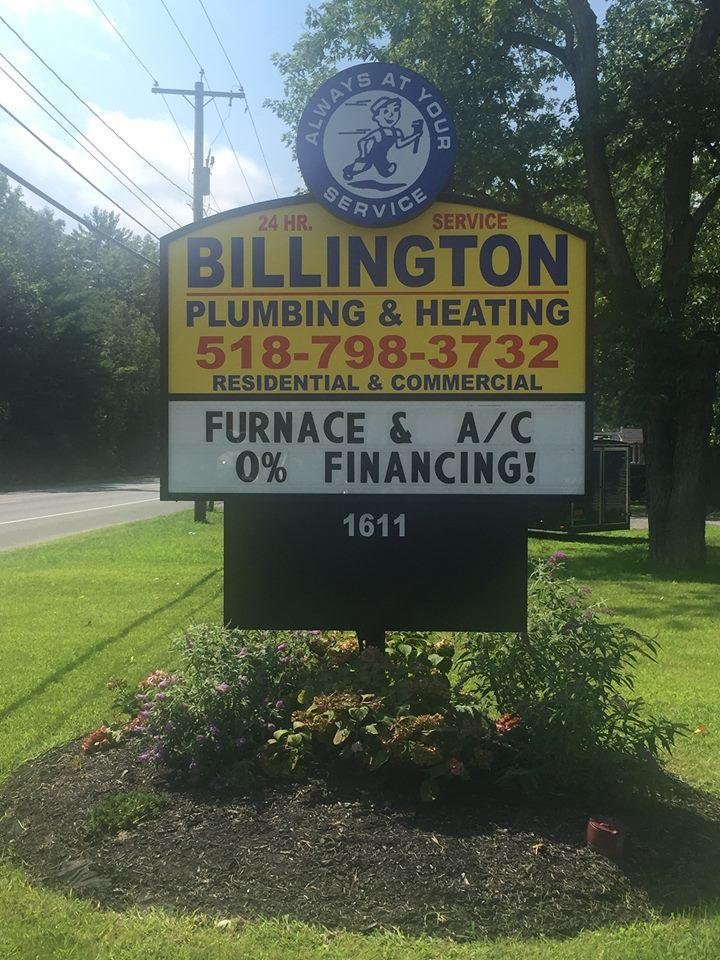 ALWAYS AT YOUR
SERVICE
24 HR. SERVICE
BILLINGTON
PLUMBING & HEATING
518-798-3732
RESIDENTIAL & COMMERCIAL
FURNACE & A/C
0% FINANCING!
1611